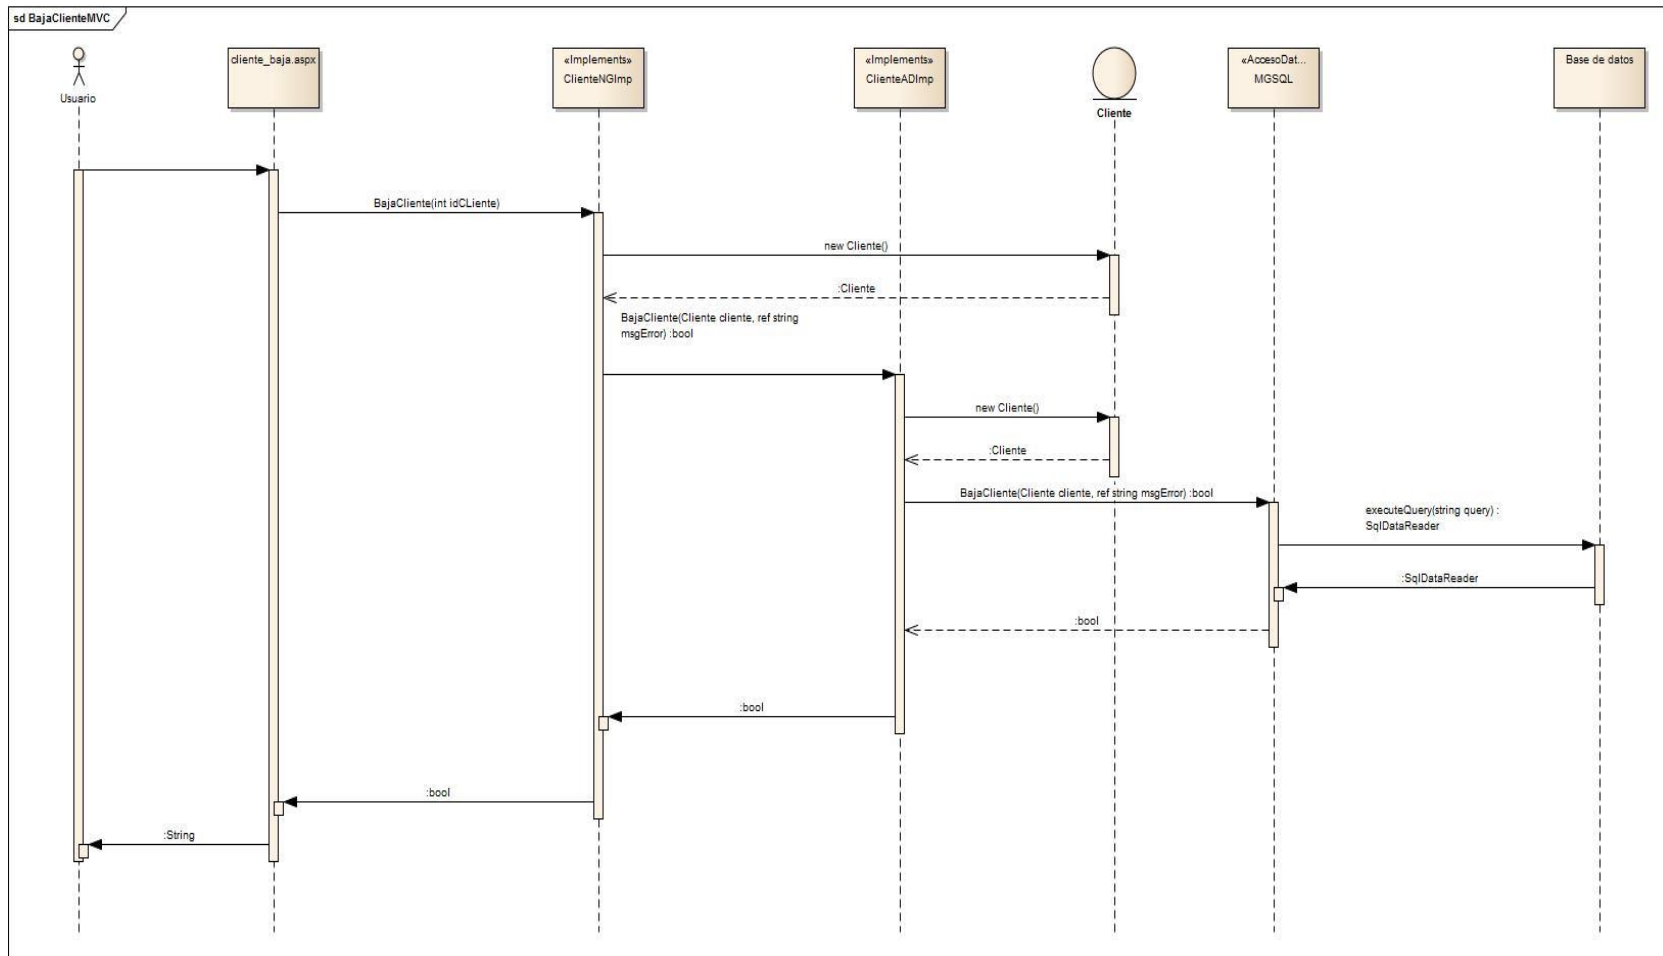 sd BajaClienteMVC
Usuario
cliente_baja.aspx
«Implements»
ClienteNGImp
«Implements»
ClienteADImp
Cliente
«AccesoDat...
MGSQL
Base de datos
BajaCliente(int idCLiente)
new Cliente()
:Cliente
BajaCliente(Cliente cliente, ref string
msgError) :bool
new Cliente()
:Cliente
BajaCliente(Cliente cliente, ref string msgError) :bool
executeQuery(string query) :
SqlDataReader
:SqlDataReader
:bool
:bool
:bool
:String